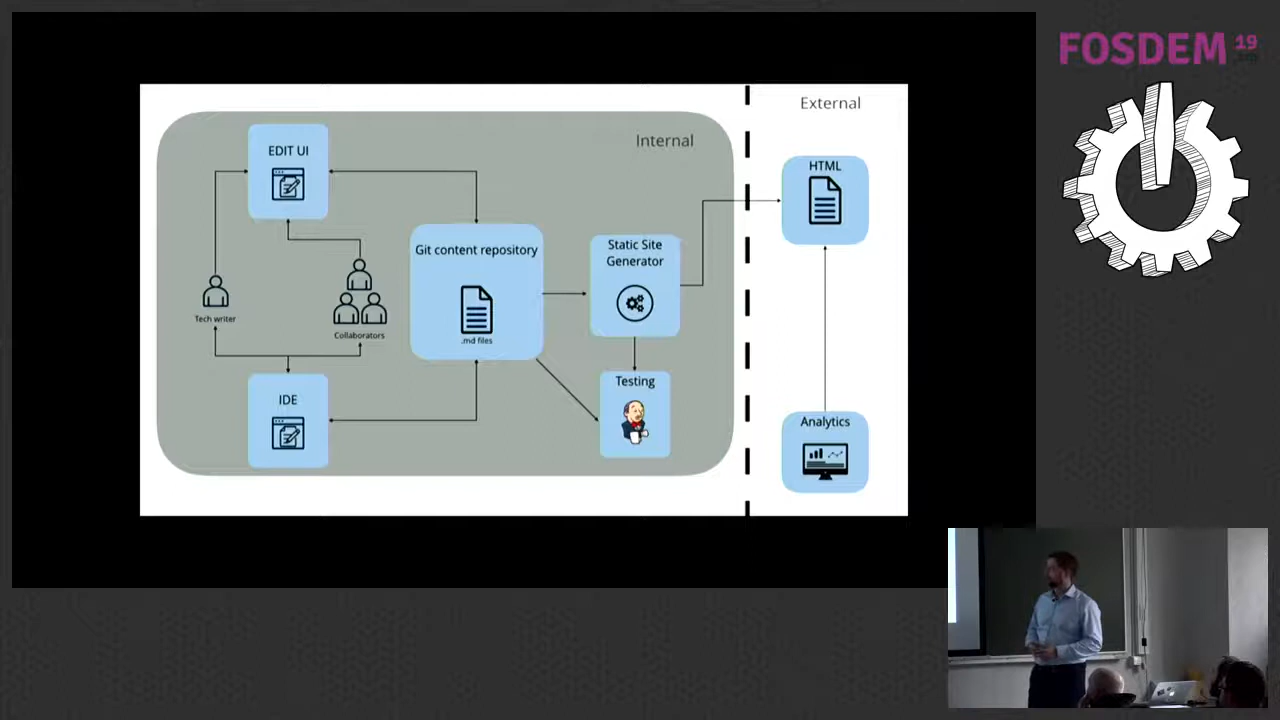 FOSDEM 19
External
Internal
EDIT UI
HTML
Git content repository
Static Site
Generator
Tech writer
Collaborators
.md files
Testing
IDE
Analytics